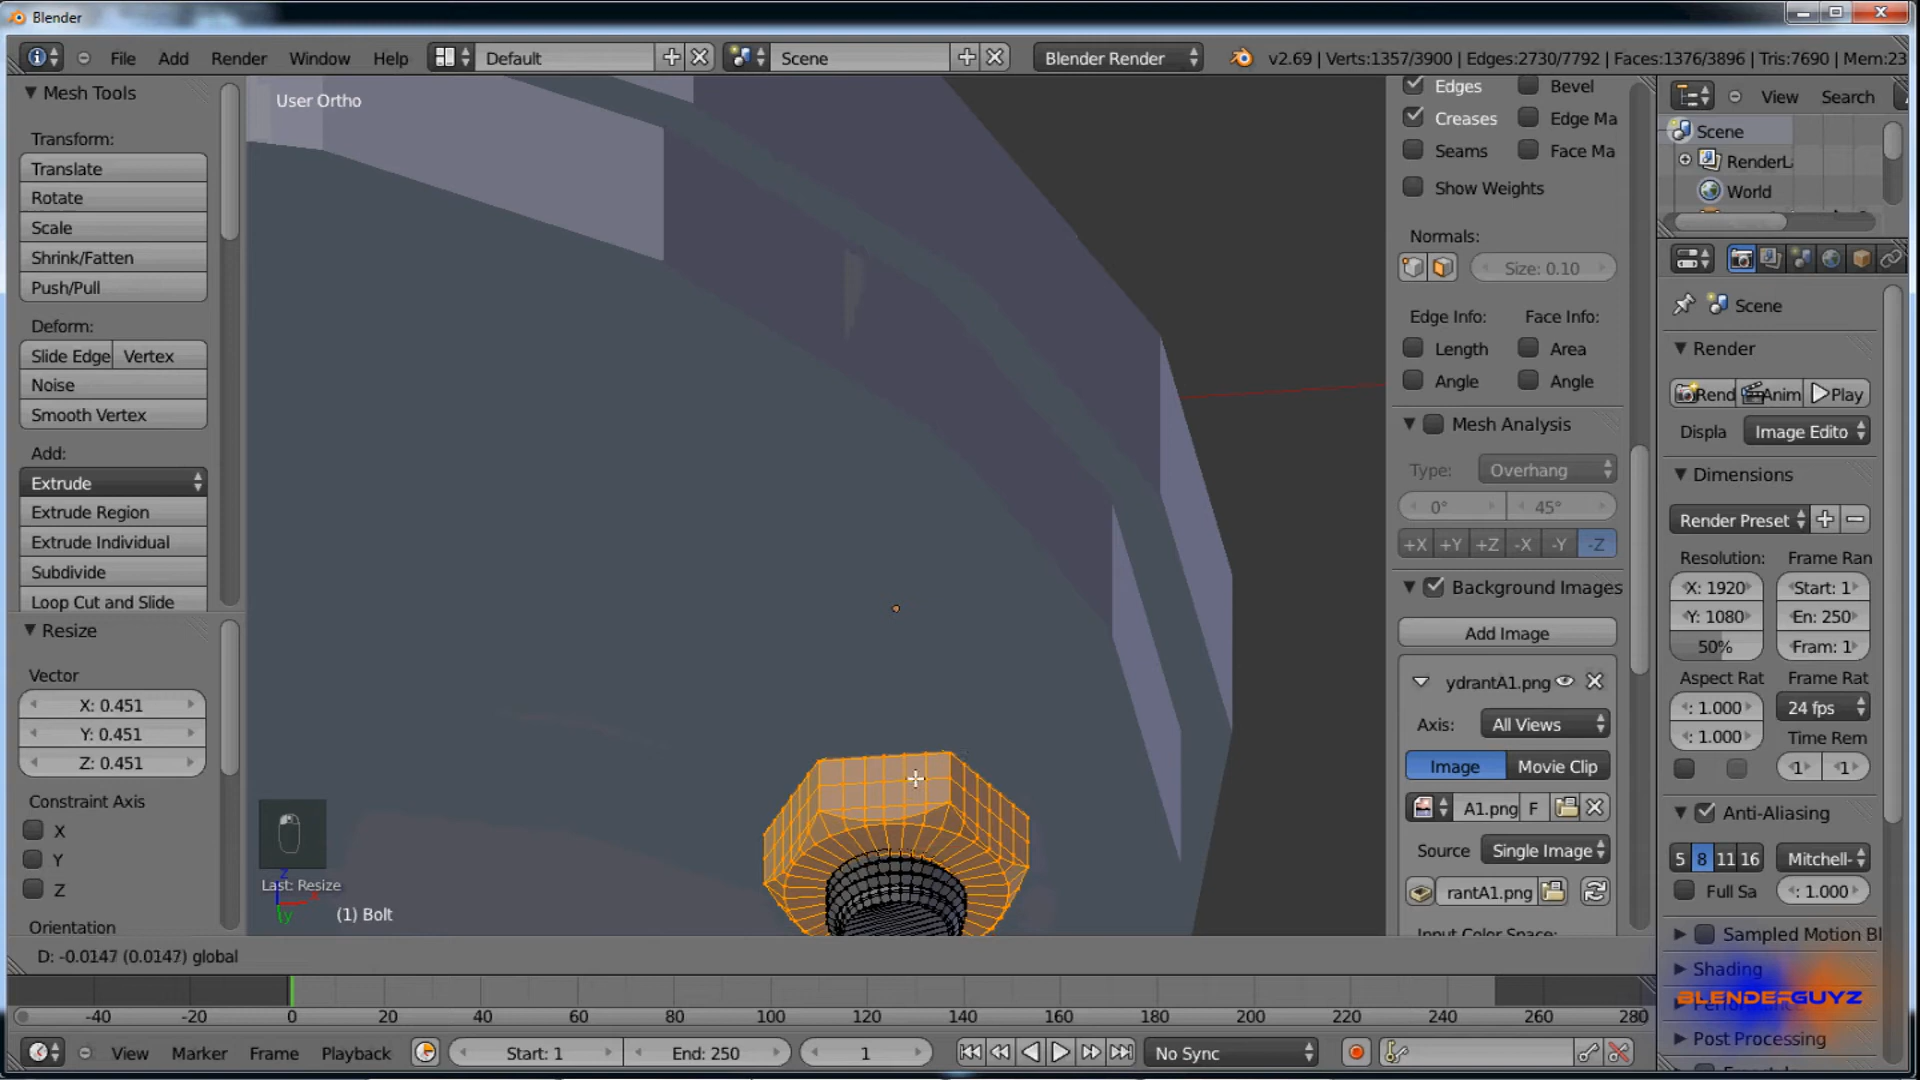 Blender
File Add Render Window Help Default Scene Blender Render v2.69 | Verts:1357/3900 | Edges:2730/7792 | Faces:1376/3896 | Tris:7690 | Mem:23
Mesh Tools
Transform:
Translate
Rotate
Scale
Shrink/Fatten
Push/Pull
Deform:
Slide Edge Vertex
Noise
Smooth Vertex
Add:
Extrude
Extrude Region
Extrude Individual
Subdivide
Loop Cut and Slide
Resize
Vector
X: 0.451
Y: 0.451
Z: 0.451
Constraint Axis
X
Y
Z
Orientation
User Ortho
Last: Resize
z
y
(1) Bolt
D: -0.0147 (0.0147) global
Edges Bevel
Creases Edge Ma
Seams Face Ma
Show Weights
Normals:
Size: 0.10
Edge Info: Face Info:
Length Area
Angle Angle
Mesh Analysis
Type: Overhang
0° 45°
+X +Y +Z -X -Y -Z
Background Images
Add Image
ydrantA1.png
Axis: All Views
Image Movie Clip
A1.png F
Source Single Image
rantA1.png
Input Color Space:
View Search
Scene
RenderL
World
Scene
Render
Rend Anim Play
Displa Image Edito
Dimensions
Render Preset
Resolution: Frame Ran
X: 1920 Start: 1
Y: 1080 En: 250
50% Fram: 1
Aspect Rat Frame Rat
: 1.000 24 fps
: 1.000 Time Rem
1 1
Anti-Aliasing
5 8 11 16 Mitchell-
Full Sa : 1.000
Sampled Motion Bl
Shading
BLENDERGUYZ
Post Processing
-40 -20 0 20 40 60 80 100 120 140 160 180 200 220 240 260 280
View Marker Frame Playback Start: 1 End: 250 1 No Sync